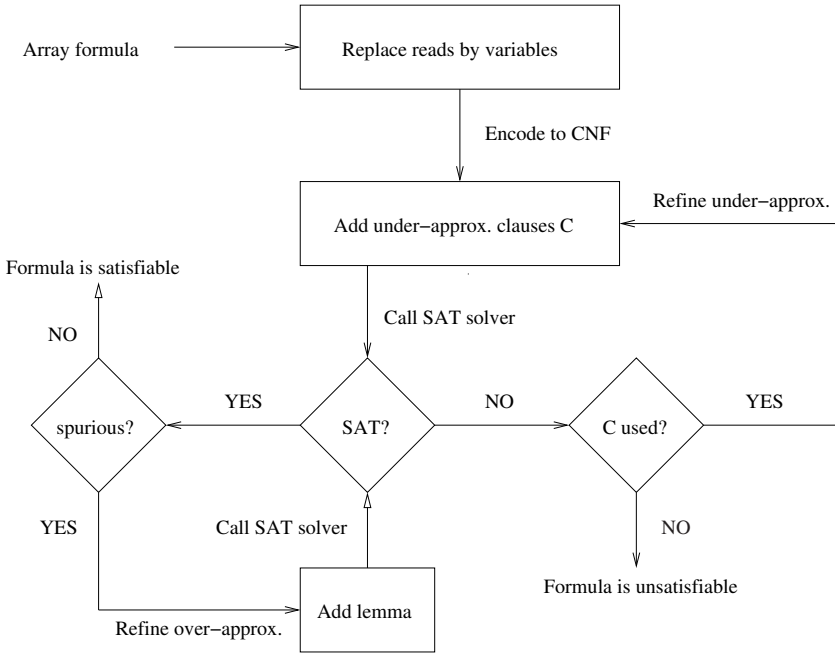 Array formula
Replace reads by variables
Encode to CNF
Refine under−approx.
Add under−approx. clauses C
Formula is satisfiable
Call SAT solver
NO
YES
NO
YES
spurious?
SAT?
C used?
YES
Call SAT solver
NO
Formula is unsatisfiable
Add lemma
Refine over−approx.